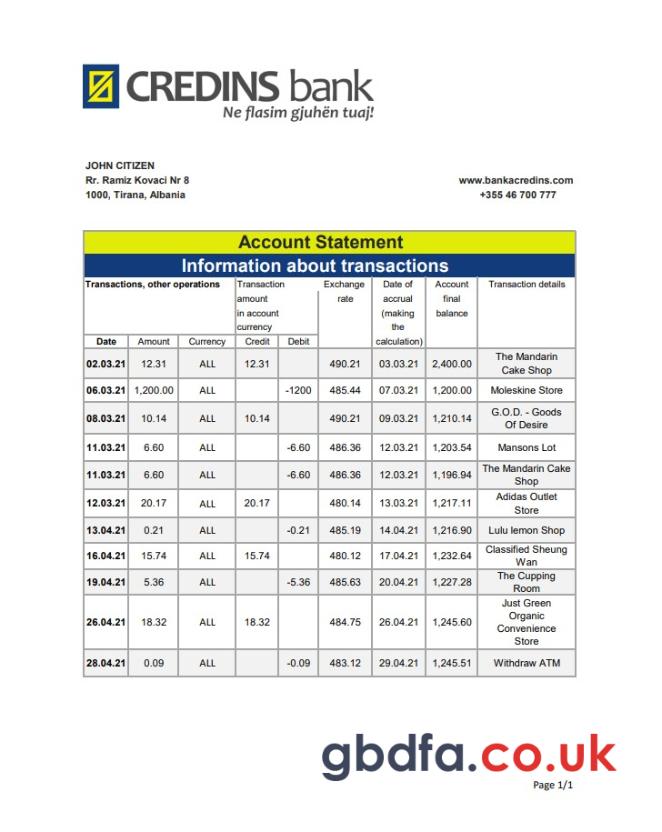 CREDINS bank
Ne flasim gjuhën tuaj!
JOHN CITIZEN
Rr. Ramiz Kovaci Nr 8
1000, Tirana, Albania
www.bankacredins.com
+355 46 700 777
Account Statement
Information about transactions
Transactions, other operations
Transaction
amount
in account
currency
Exchange
rate
Date of
accrual
(making
the
calculation)
Account
final
balance
Transaction details
Date Amount Currency Credit Debit
02.03.21 12.31 ALL 12.31 490.21 03.03.21 2,400.00 The Mandarin
Cake Shop
06.03.21 1,200.00 ALL -1200 485.44 07.03.21 1,200.00 Moleskine Store
08.03.21 10.14 ALL 10.14 490.21 09.03.21 1,210.14 G.O.D. - Goods
Of Desire
11.03.21 6.60 ALL -6.60 486.36 12.03.21 1,203.54 Mansons Lot
11.03.21 6.60 ALL -6.60 486.36 12.03.21 1,196.94 The Mandarin Cake
Shop
12.03.21 20.17 ALL 20.17 480.14 13.03.21 1,217.11 Adidas Outlet
Store
13.04.21 0.21 ALL -0.21 485.19 14.04.21 1,216.90 Lulu lemon Shop
16.04.21 15.74 ALL 15.74 480.12 17.04.21 1,232.64 Classified Sheung
Wan
19.04.21 5.36 ALL -5.36 485.63 20.04.21 1,227.28 The Cupping
Room
26.04.21 18.32 ALL 18.32 484.75 26.04.21 1,245.60 Just Green
Organic
Convenience
Store
28.04.21 0.09 ALL -0.09 483.12 29.04.21 1,245.51 Withdraw ATM
gbdfa.co.uk
Page 1/1